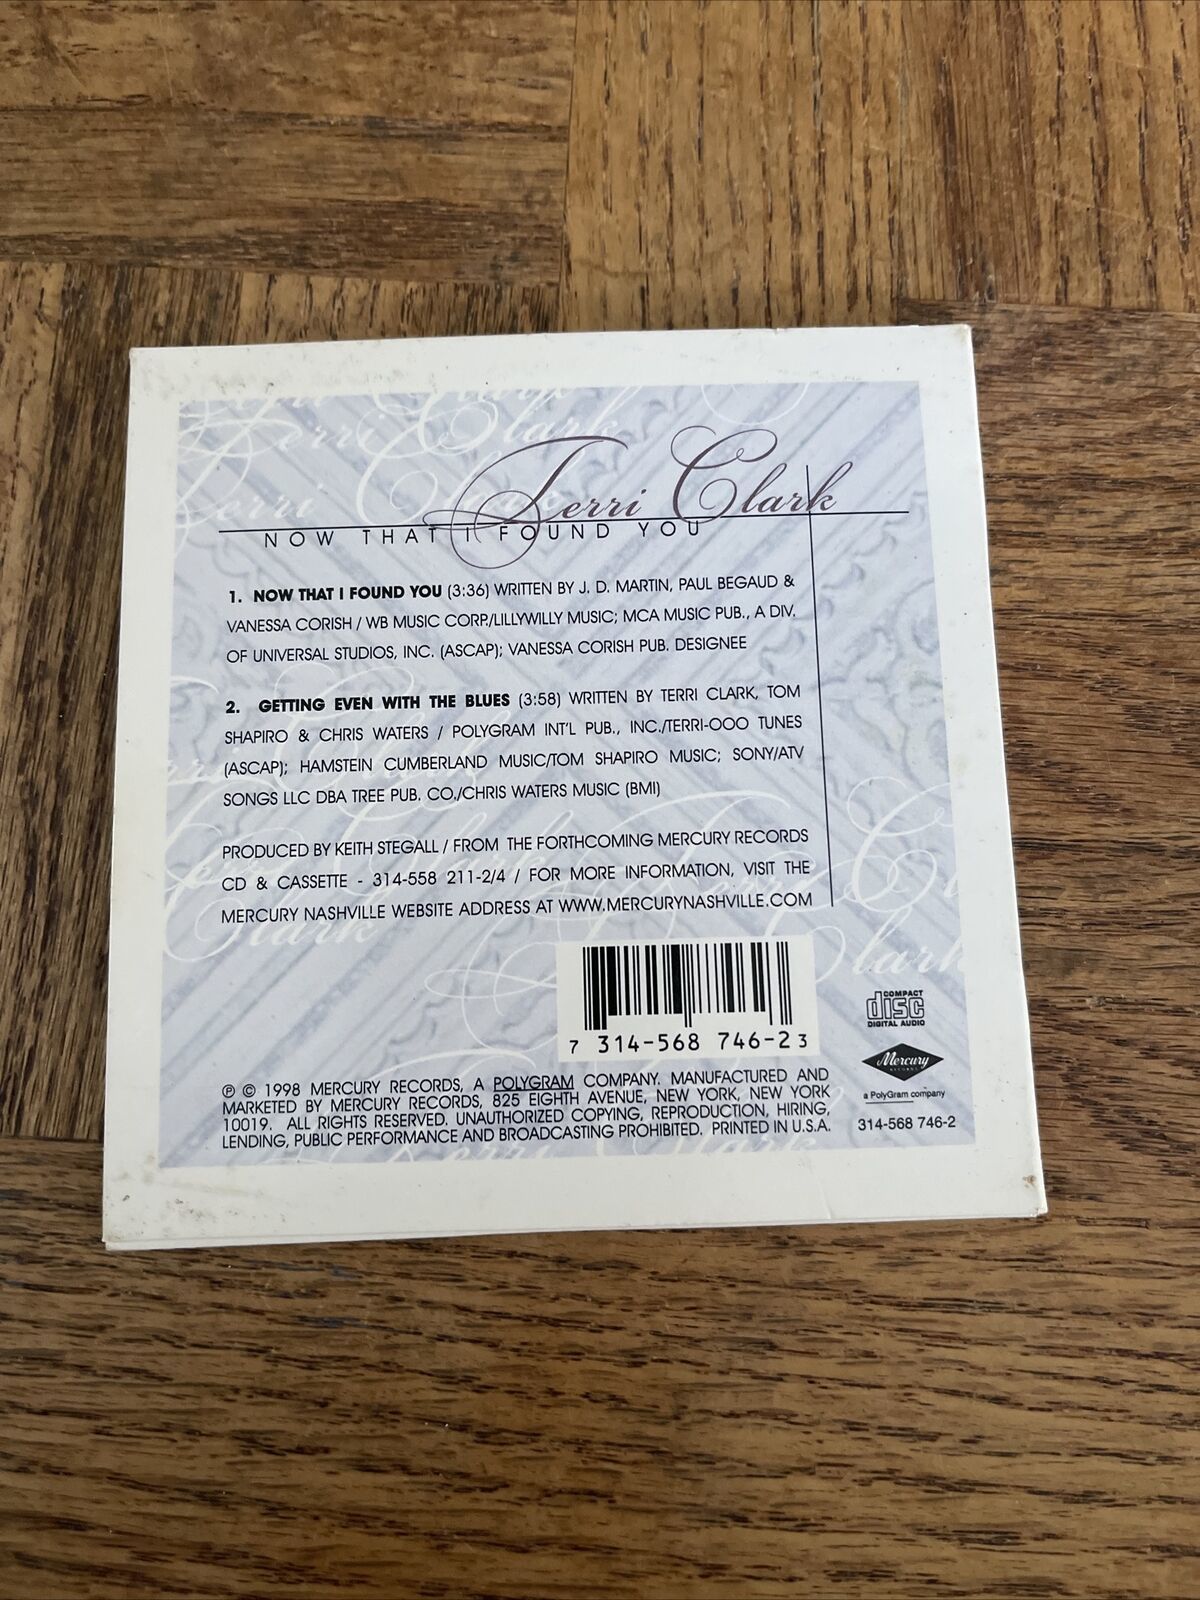 Terri Clark
NOW THAT I FOUND YOU
1. NOW THAT I FOUND YOU (3:36) WRITTEN BY J. D. MARTIN, PAUL BEGAUD &
VANESSA CORISH / WB MUSIC CORP./LILLYWILLY MUSIC; MCA MUSIC PUB., A DIV.
OF UNIVERSAL STUDIOS, INC. (ASCAP); VANESSA CORISH PUB. DESIGNEE
2. GETTING EVEN WITH THE BLUES (3:58) WRITTEN BY TERRI CLARK, TOM
SHAPIRO & CHRIS WATERS / POLYGRAM INT'L PUB., INC./TERRI-OOO TUNES
(ASCAP); HAMSTEIN CUMBERLAND MUSIC/TOM SHAPIRO MUSIC; SONY/ATV
SONGS LLC DBA TREE PUB. CO./CHRIS WATERS MUSIC (BMI)
PRODUCED BY KEITH STEGALL / FROM THE FORTHCOMING MERCURY RECORDS
CD & CASSETTE - 314-558 211-2/4 / FOR MORE INFORMATION, VISIT THE
MERCURY NASHVILLE WEBSITE ADDRESS AT WWW.MERCURYNASHVILLE.COM
7 314-568 746-2 3
COMPACT
disc
DIGITAL AUDIO
Mercury
RECORDS
a PolyGram company
314-568 746-2
℗ © 1998 MERCURY RECORDS, A POLYGRAM COMPANY. MANUFACTURED AND
MARKETED BY MERCURY RECORDS, 825 EIGHTH AVENUE, NEW YORK, NEW YORK
10019. ALL RIGHTS RESERVED. UNAUTHORIZED COPYING, REPRODUCTION, HIRING,
LENDING, PUBLIC PERFORMANCE AND BROADCASTING PROHIBITED. PRINTED IN U.S.A.